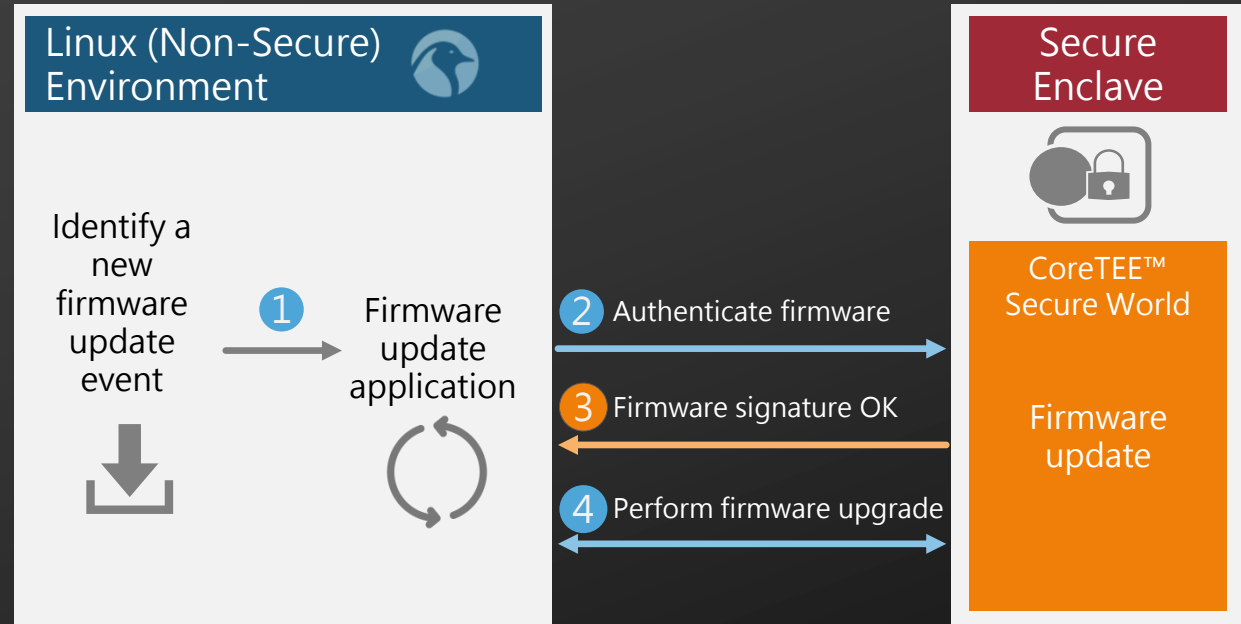 Linux (Non-Secure)
Environment
Identify a
new
firmware
update
event
1
Firmware
update
application
2 Authenticate firmware
3 Firmware signature OK
4 Perform firmware upgrade
Secure
Enclave
CoreTEE™
Secure World
Firmware
update